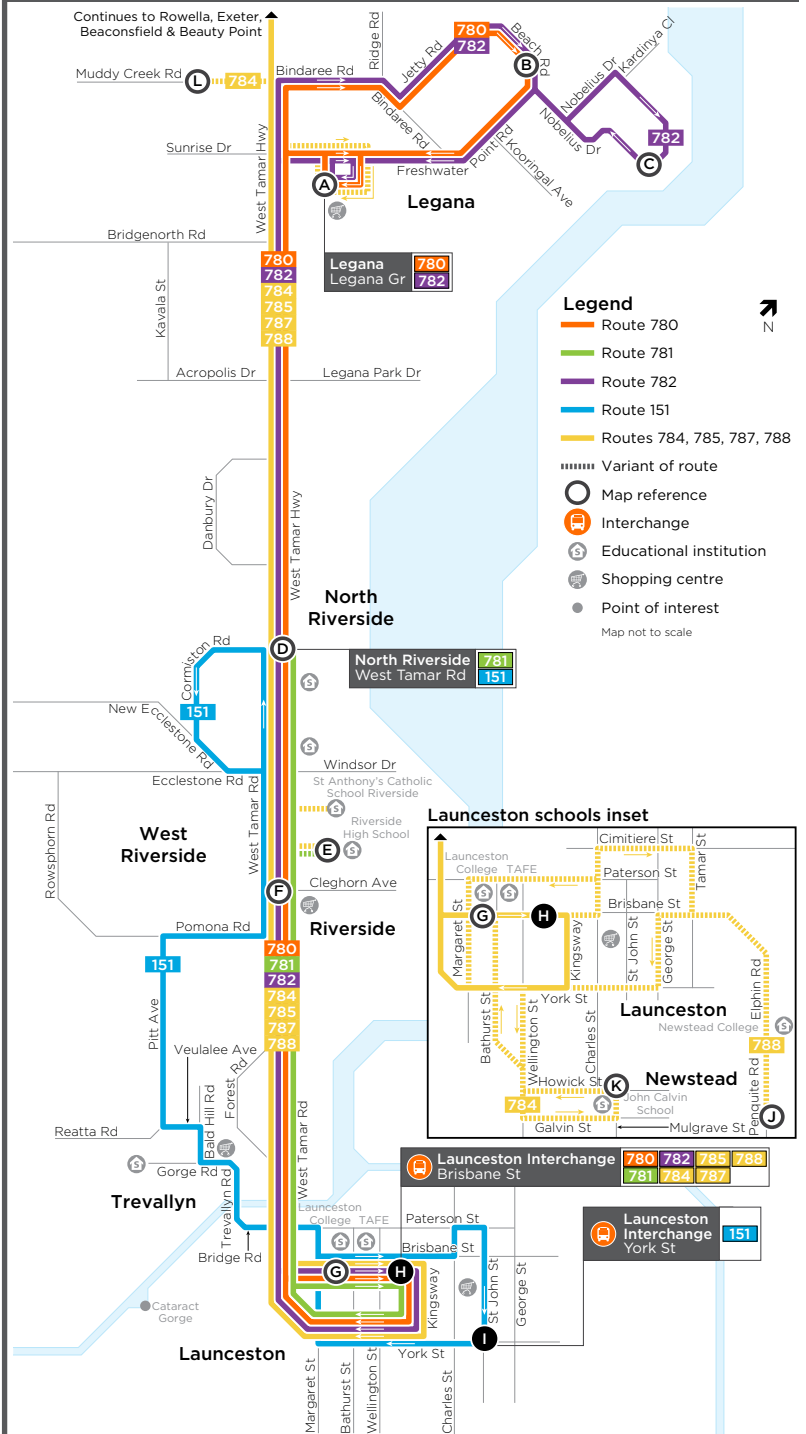 Continues to Rowella, Exeter,
Beaconsfield & Beauty Point
Muddy Creek Rd
L
784
Bindaree Rd
Ridge Rd
Jetty Rd
780
782
Beach Rd
B
Bindaree Rd
Nobelius Dr
Kardinya Cl
782
Nobelius Dr
C
Sunrise Dr
West Tamar Hwy
Freshwater Point Rd
Kooringal Ave
A
Legana
Bridgenorth Rd
Legana
Legana Gr
780
782
780
782
784
785
787
788
Kavala St
Acropolis Dr
Legana Park Dr
Legend
N
Route 780
Route 781
Route 782
Route 151
Routes 784, 785, 787, 788
Variant of route
Map reference
Interchange
Educational institution
Shopping centre
Point of interest
Map not to scale
Danbury Dr
West Tamar Hwy
North
Riverside
D
North Riverside
West Tamar Rd
781
151
Cormiston Rd
151
New Ecclestone Rd
Ecclestone Rd
Windsor Dr
St Anthony's Catholic
School Riverside
Riverside
High School
E
West Tamar Rd
Rowsphorn Rd
West
Riverside
F
Cleghorn Ave
Riverside
Pomona Rd
151
780
781
782
784
785
787
788
Pitt Ave
Veulalee Ave
Bald Hill Rd
Forest Rd
West Tamar Rd
Reatta Rd
Gorge Rd
Trevallyn
Trevallyn Rd
Bridge Rd
Cataract
Gorge
Launceston
Launceston schools inset
Cimitiere St
Launceston
College
TAFE
Paterson St
Tamar St
Brisbane St
G
H
Margaret St
Kingsway
St John St
George St
York St
Bathurst St
Wellington St
Charles St
Launceston
Elphin Rd
Newstead College
788
Howick St
K
Newstead
784
John Calvin
School
Galvin St
Mulgrave St
Penquite Rd
J
Launceston Interchange
Brisbane St
780
782
785
788
781
784
787
Launceston
Interchange
York St
151
Launceston
College
TAFE
Paterson St
Brisbane St
G
H
Kingsway
St John St
George St
I
York St
Margaret St
Bathurst St
Wellington St
Charles St